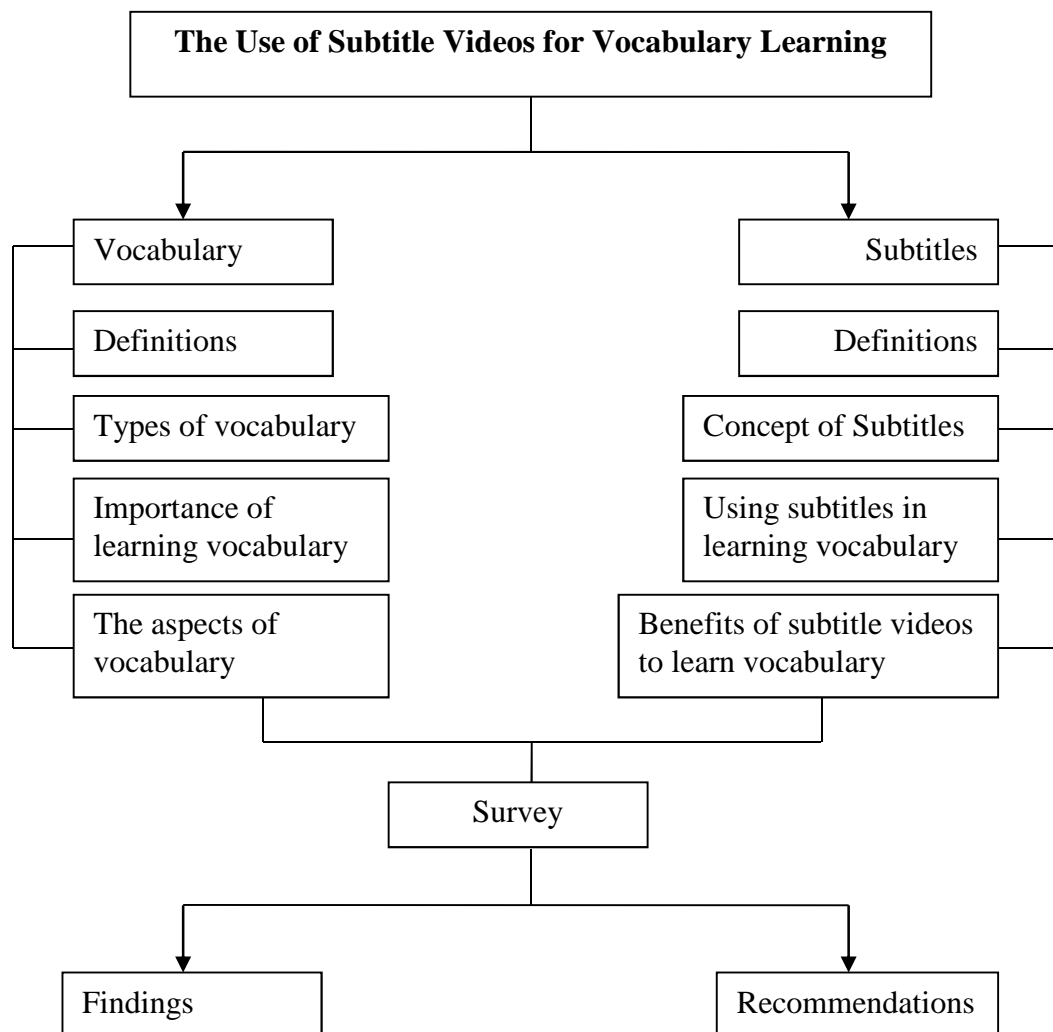 The Use of Subtitle Videos for Vocabulary Learning
Vocabulary
Definitions
Types of vocabulary
Importance of
learning vocabulary
The aspects of
vocabulary
Subtitles
Definitions
Concept of Subtitles
Using subtitles in
learning vocabulary
Benefits of subtitle videos
to learn vocabulary
Survey
Findings
Recommendations